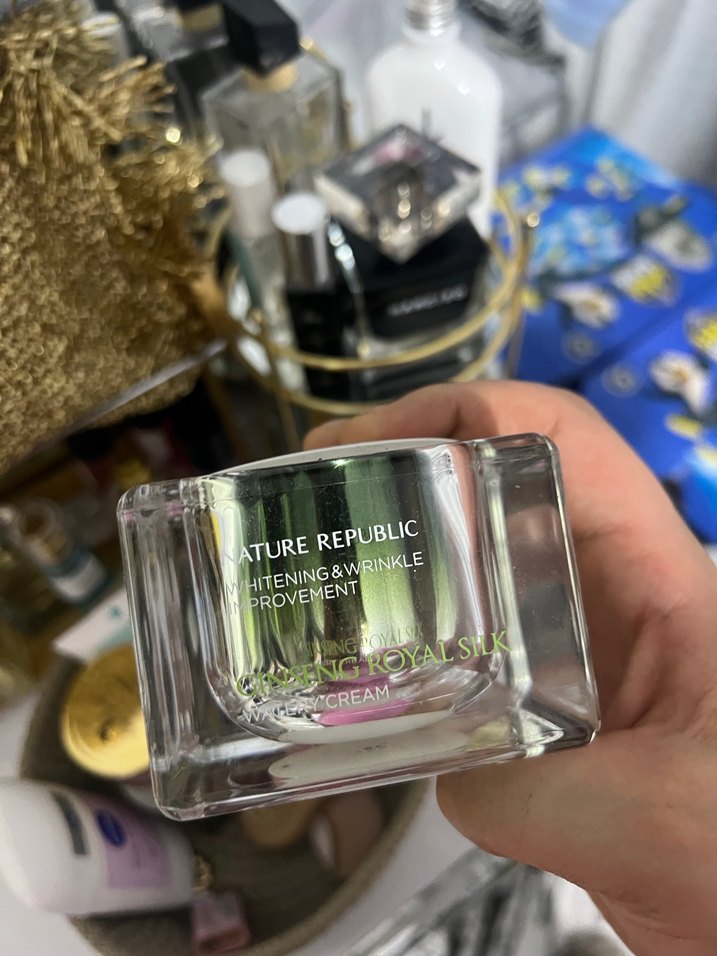 NATURE REPUBLIC
WHITENING & WRINKLE
IMPROVEMENT
GINSENG ROYAL SILK
WATERY CREAM